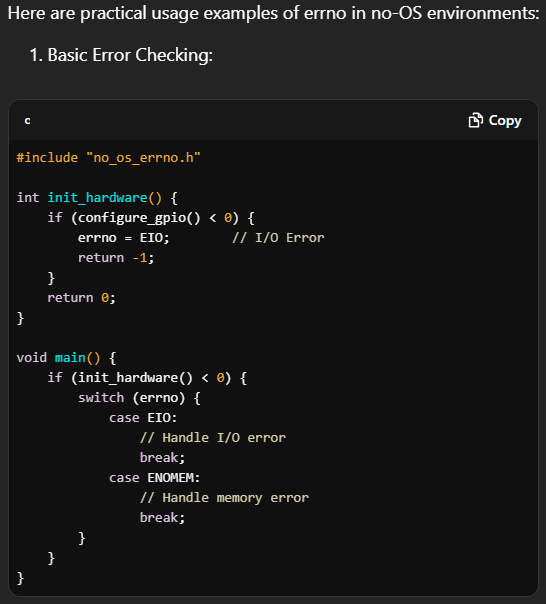 Here are practical usage examples of errno in no-OS environments:
1. Basic Error Checking:
c
Copy
#include "no_os_errno.h"
int init_hardware() {
    if (configure_gpio() < 0) {
        errno = EIO;          // I/O Error
        return -1;
    }
    return 0;
}
void main() {
    if (init_hardware() < 0) {
        switch (errno) {
            case EIO:
                // Handle I/O error
                break;
            case ENOMEM:
                // Handle memory error
                break;
        }
    }
}